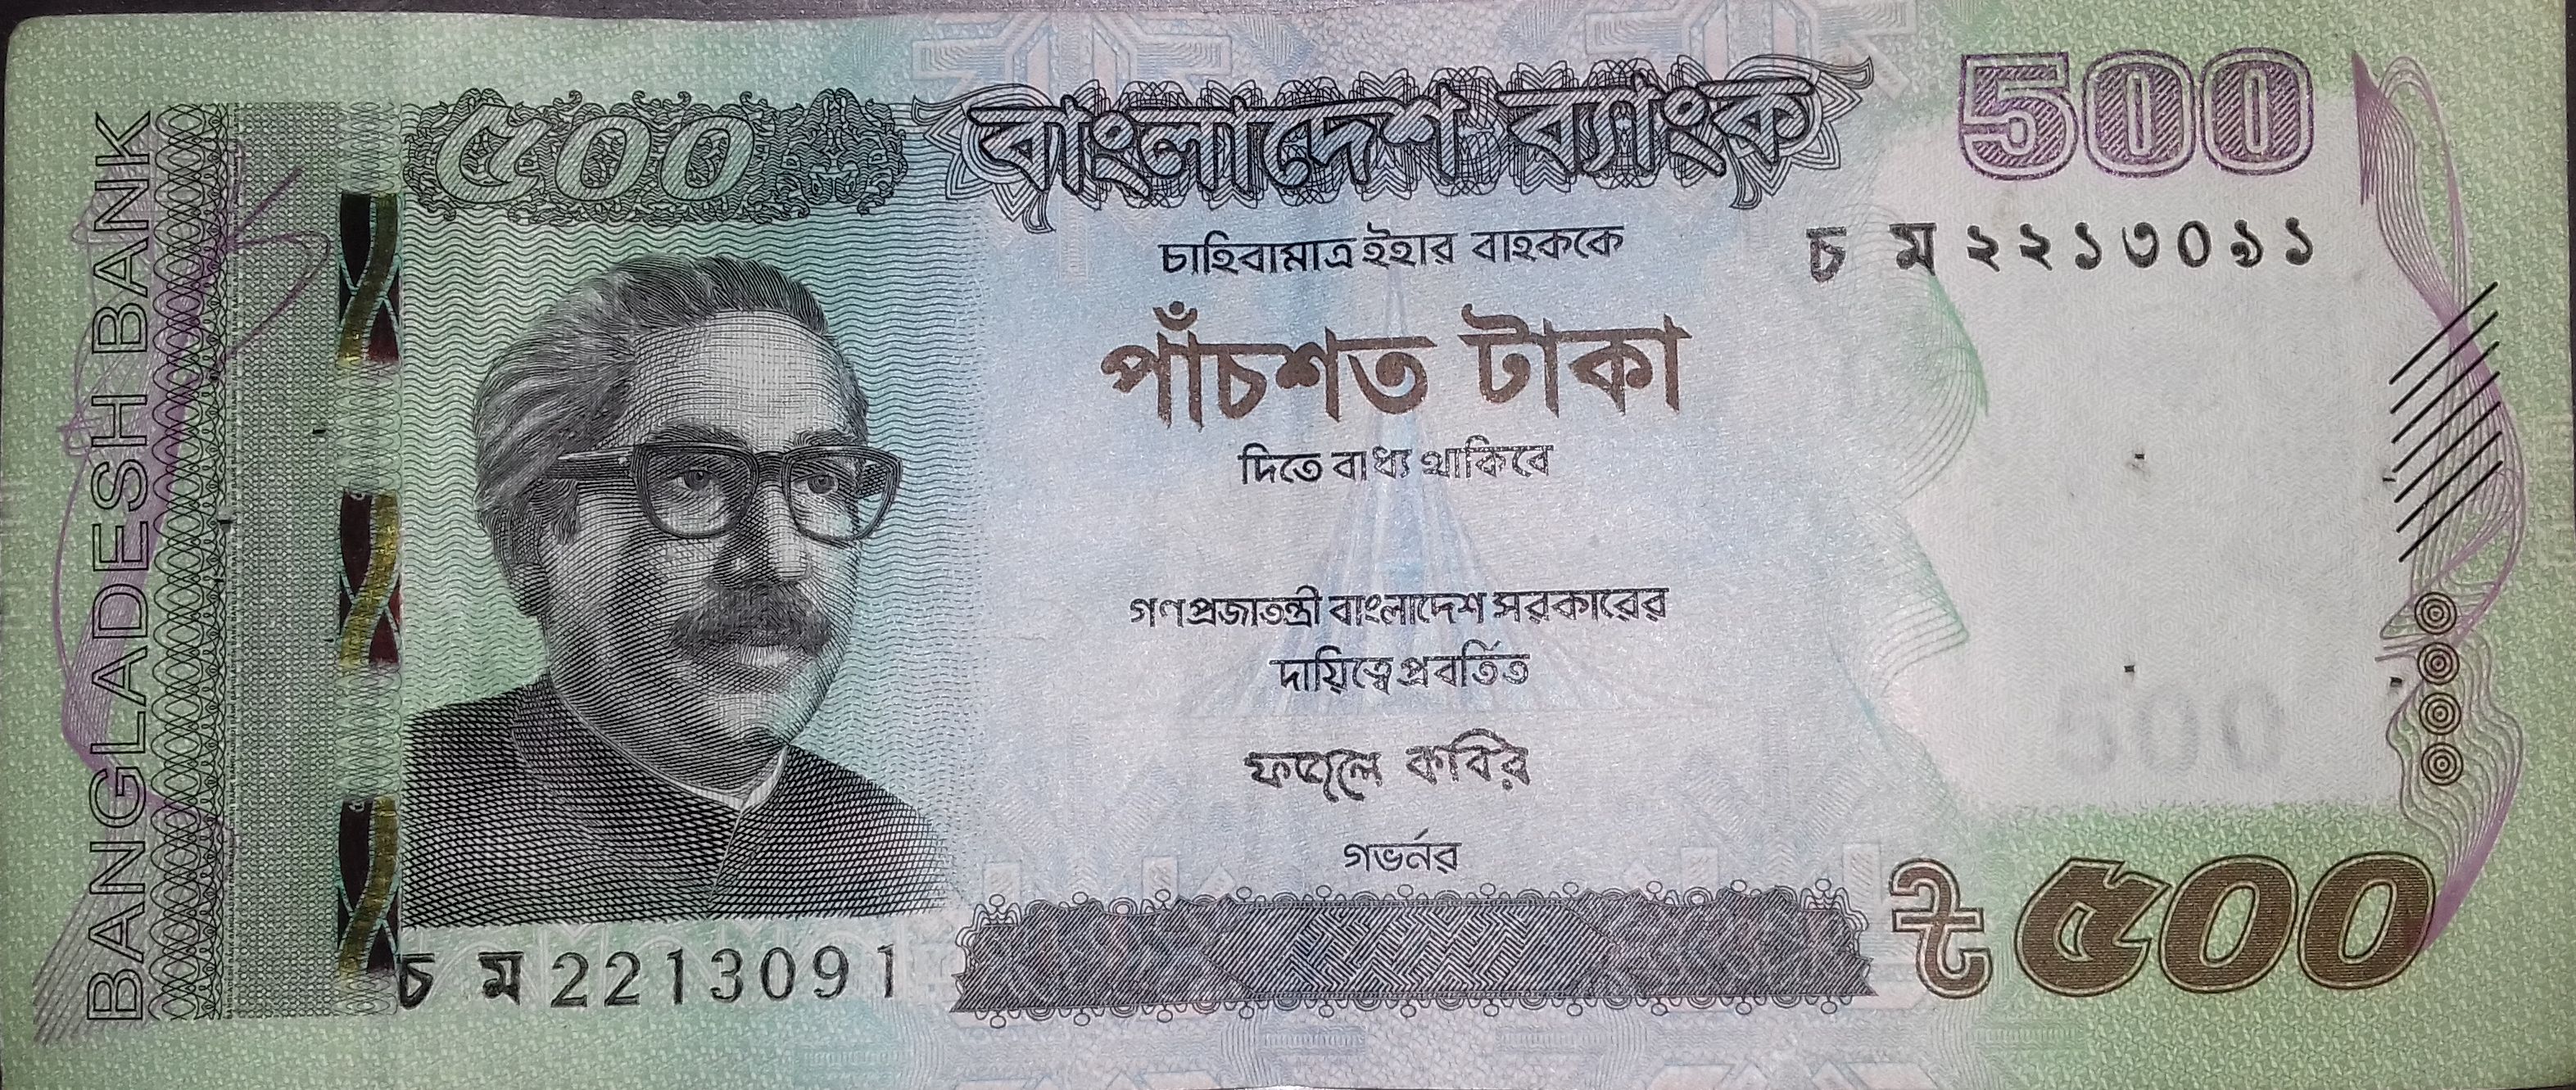 BANGLADESH BANK
৫০০
বাংলাদেশ ব্যাংক
500
চাহিবামাত্র ইহার বাহককে
চ ম ২২১৩০৯১
পাঁচশত টাকা
দিতে বাধ্য থাকিবে
গণপ্রজাতন্ত্রী বাংলাদেশ সরকারের
দায়িত্বে প্রবর্তিত
ফজলে কবির
গভর্নর
500
চ ম 2213091
৳ ৫০০